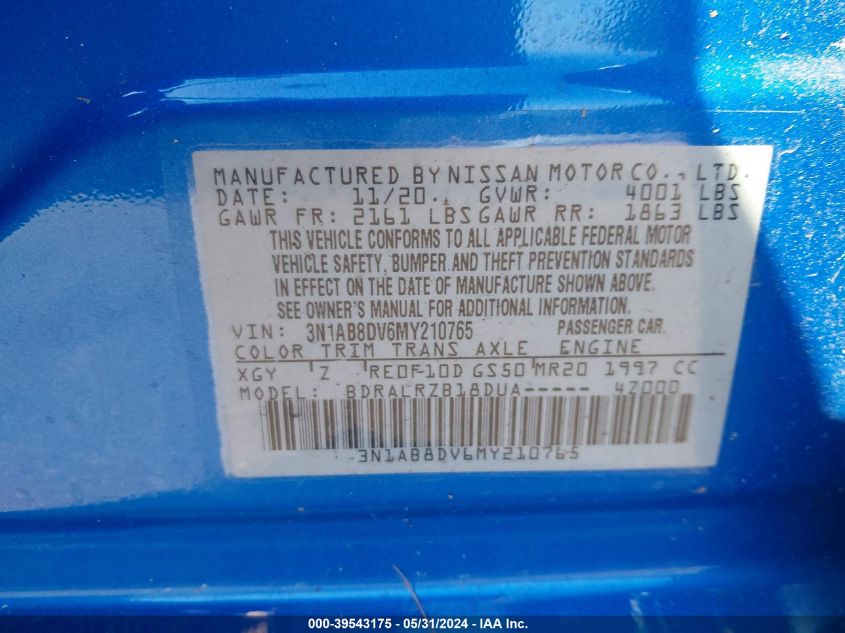 MANUFACTURED BY NISSAN MOTOR CO., LTD.
DATE: 11/20 GVWR: 4001 LBS
GAWR FR: 2161 LBS GAWR RR: 1863 LBS
THIS VEHICLE CONFORMS TO ALL APPLICABLE FEDERAL MOTOR
VEHICLE SAFETY, BUMPER AND THEFT PREVENTION STANDARDS
IN EFFECT ON THE DATE OF MANUFACTURE SHOWN ABOVE.
SEE OWNER'S MANUAL FOR ADDITIONAL INFORMATION.
VIN: 3N1AB8DV6MY210765 PASSENGER CAR.
COLOR TRIM TRANS AXLE ENGINE
XGY Z RE0F10D GS50 MR20 1997 CC
MODEL: BDRALRZB18DUA----- 4Z000
3N1AB8DV6MY210765
000-39543175 - 05/31/2024 - IAA Inc.